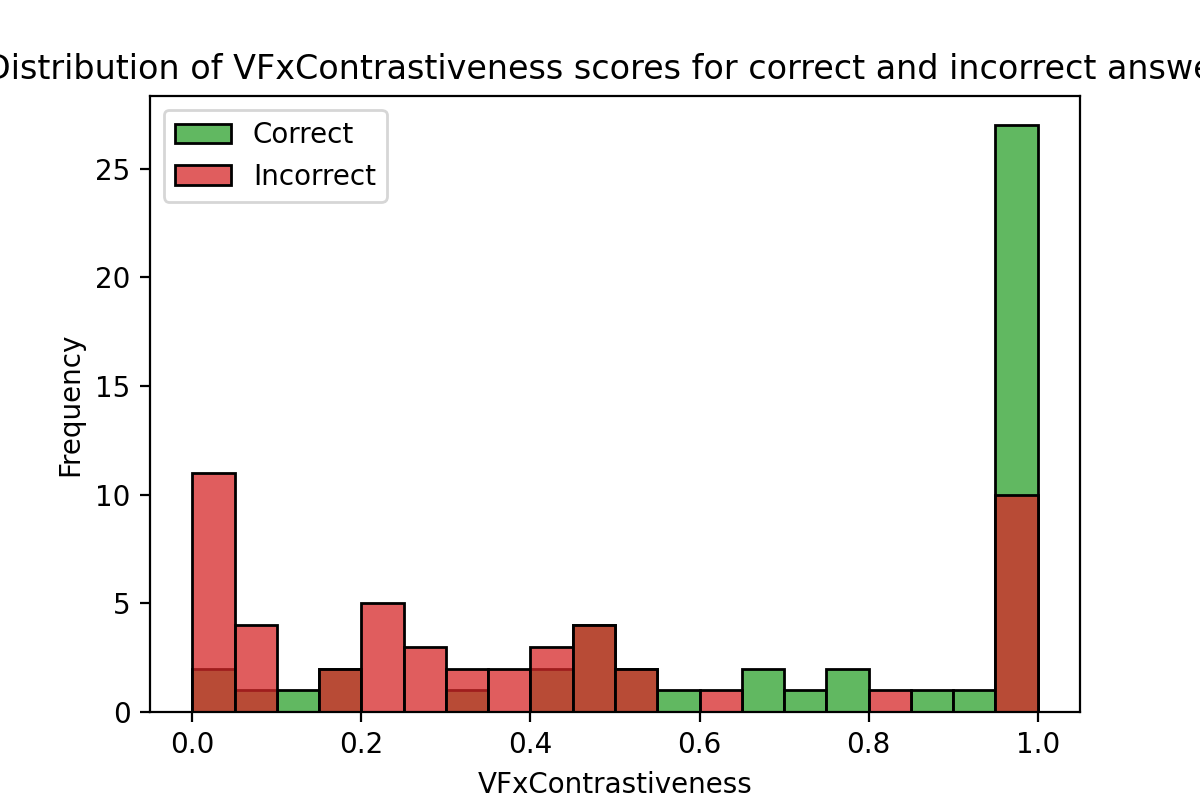 Distribution of VFxContrastiveness scores for correct and incorrect answe
Correct
Incorrect
25
20
15
10
5
0
Frequency
0.0 0.2 0.4 0.6 0.8 1.0
VFxContrastiveness